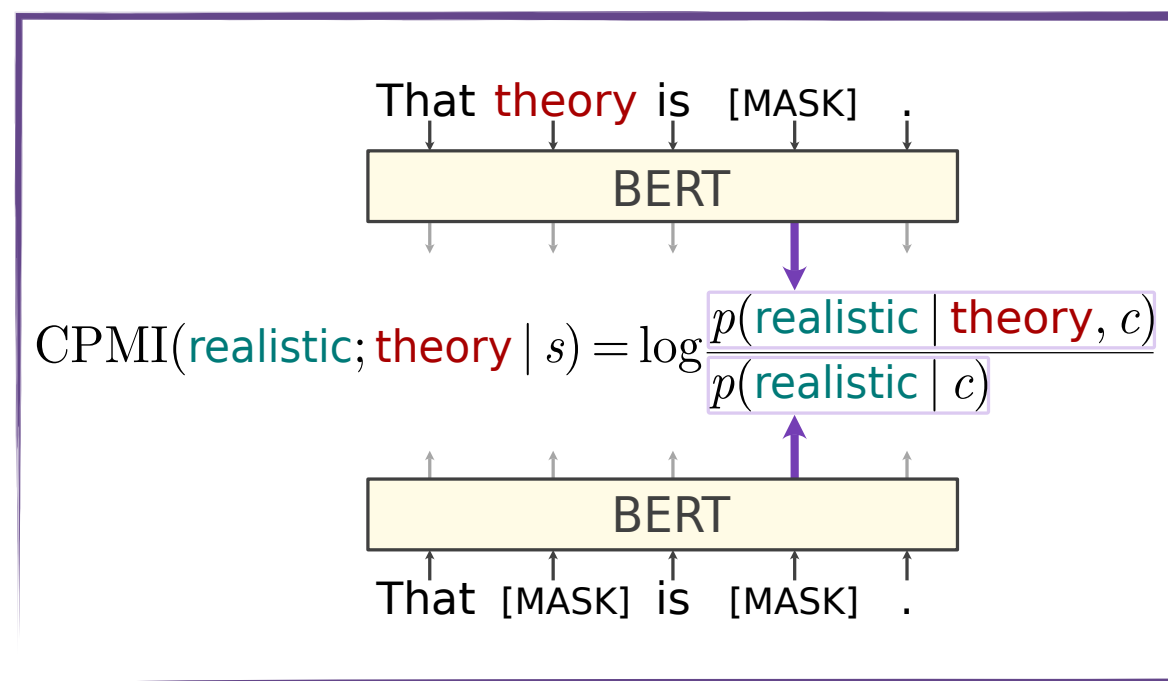 That theory is [MASK] .
BERT
CPMI(realistic; theory | s) = log p(realistic | theory, c)
p(realistic | c)
BERT
That [MASK] is [MASK] .